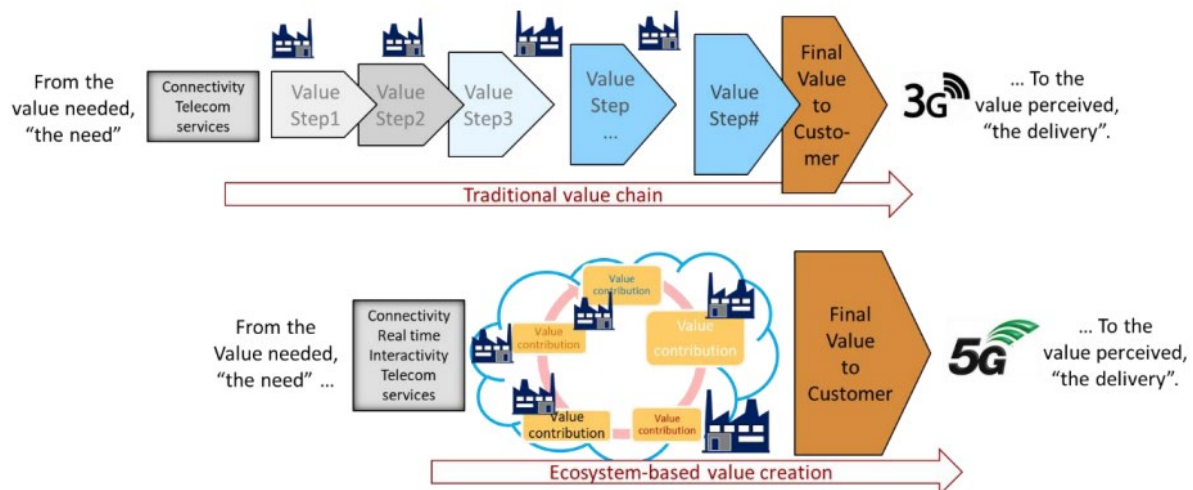 From the
value needed,
“the need”
Connectivity
Telecom
services
Value
Step1
Value
Step2
Value
Step3
Value
Step
...
Value
Step#
Final
Value
to
Custo-
mer
3G
... To the
value perceived,
“the delivery”.
Traditional value chain
From the
Value needed,
“the need” ...
Connectivity
Real time
Interactivity
Telecom
services
Value
contribution
Value
contribution
Value
contribution
Value
contribution
Value
contribution
Final
Value
to
Customer
5G
... To the
value perceived,
“the delivery”.
Ecosystem-based value creation